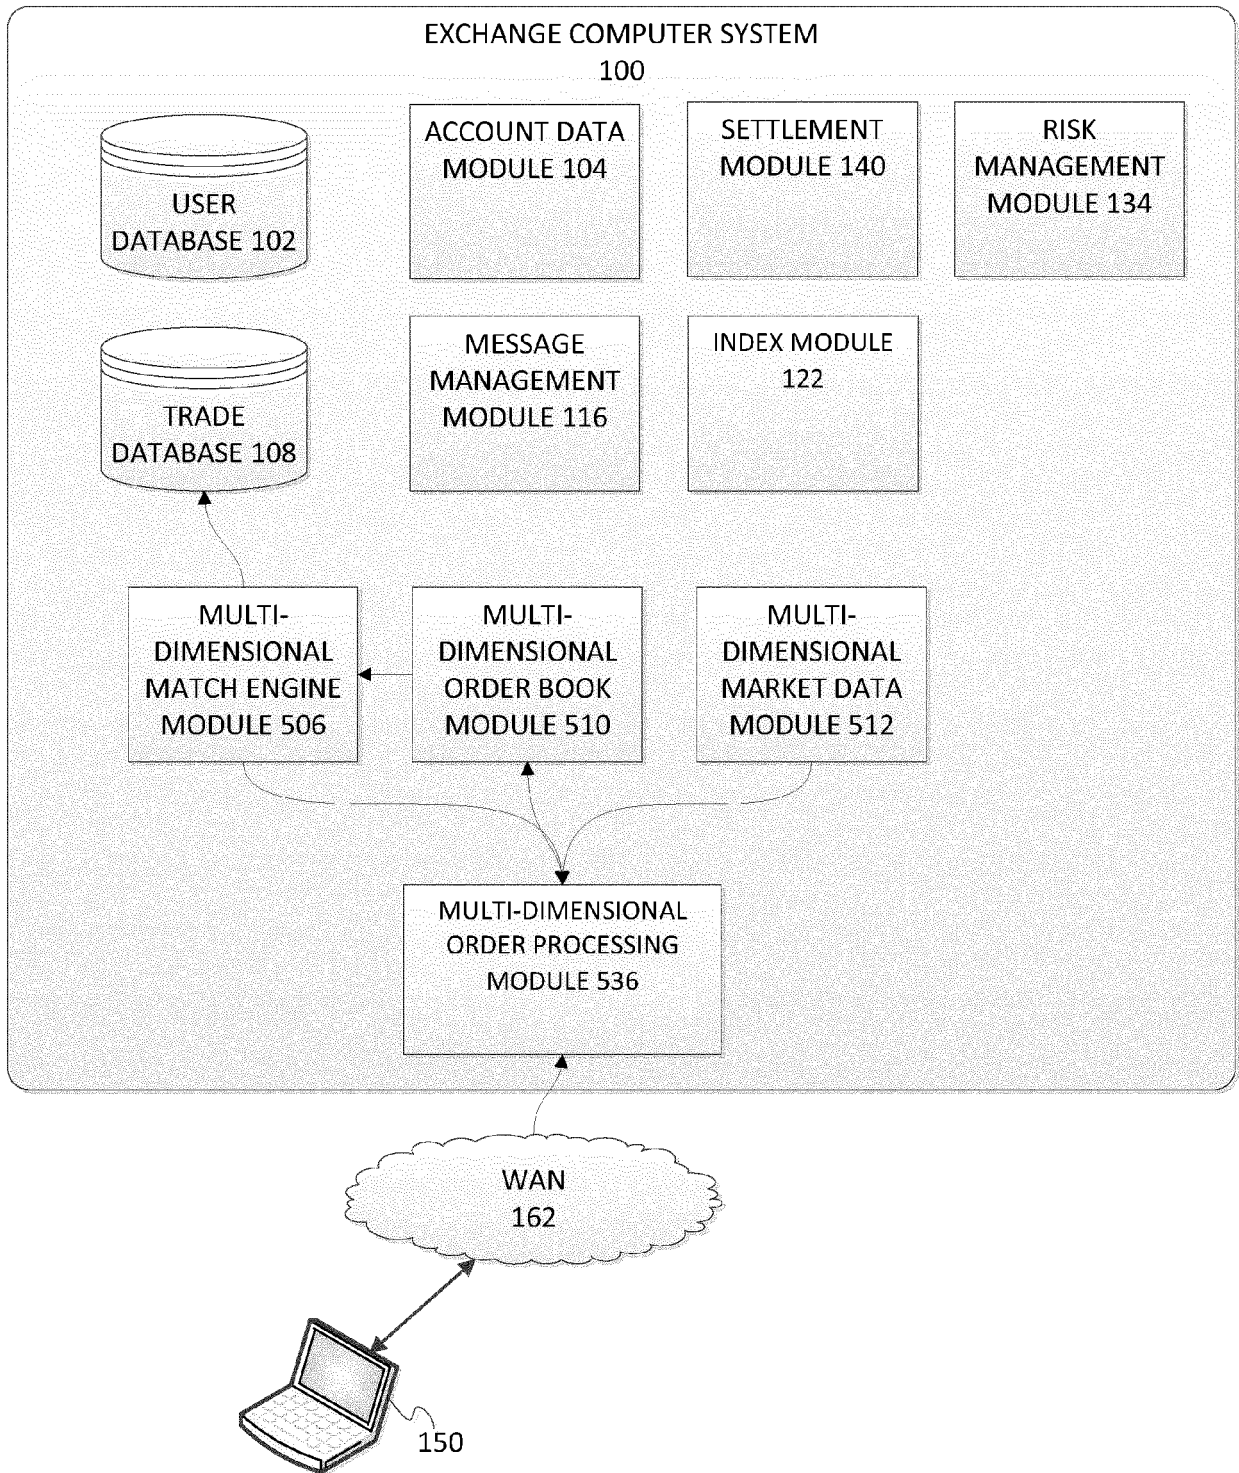 EXCHANGE COMPUTER SYSTEM
100
USER
DATABASE 102
ACCOUNT DATA
MODULE 104
SETTLEMENT
MODULE 140
RISK
MANAGEMENT
MODULE 134
TRADE
DATABASE 108
MESSAGE
MANAGEMENT
MODULE 116
INDEX MODULE
122
MULTI-
DIMENSIONAL
MATCH ENGINE
MODULE 506
MULTI-
DIMENSIONAL
ORDER BOOK
MODULE 510
MULTI-
DIMENSIONAL
MARKET DATA
MODULE 512
MULTI-DIMENSIONAL
ORDER PROCESSING
MODULE 536
WAN
162
150